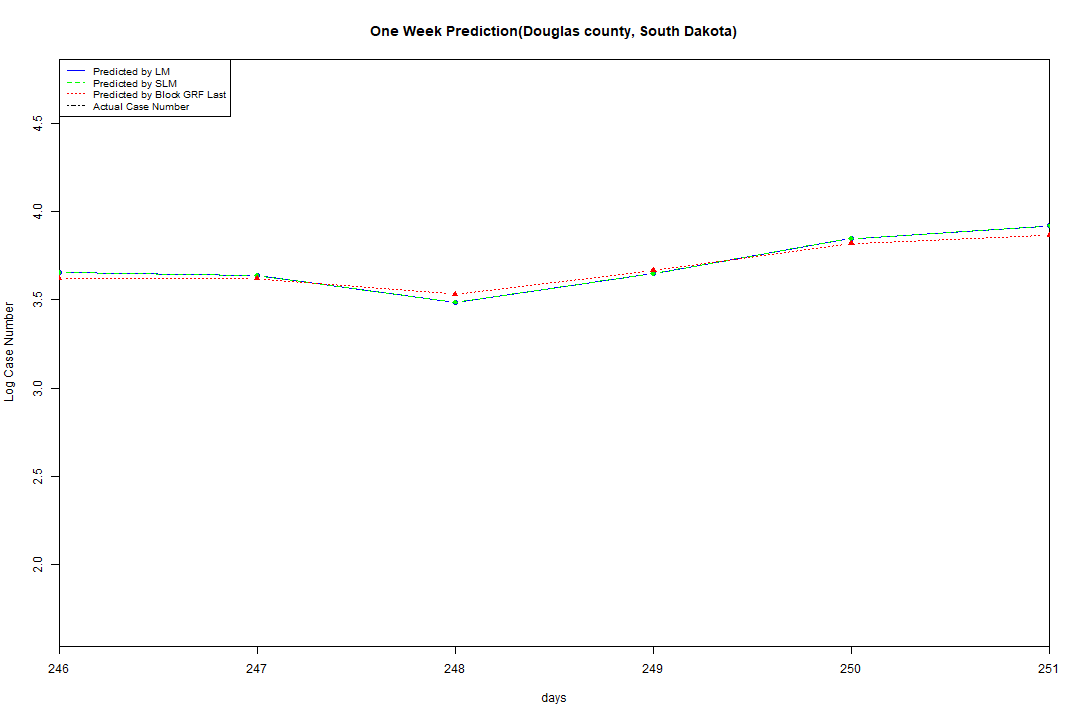 One Week Prediction(Douglas county, South Dakota)
Predicted by LM
Predicted by SLM
Predicted by Block GRF Last
Actual Case Number
4.5
4.0
3.5
3.0
2.5
2.0
Log Case Number
246 247 248 249 250 251
days